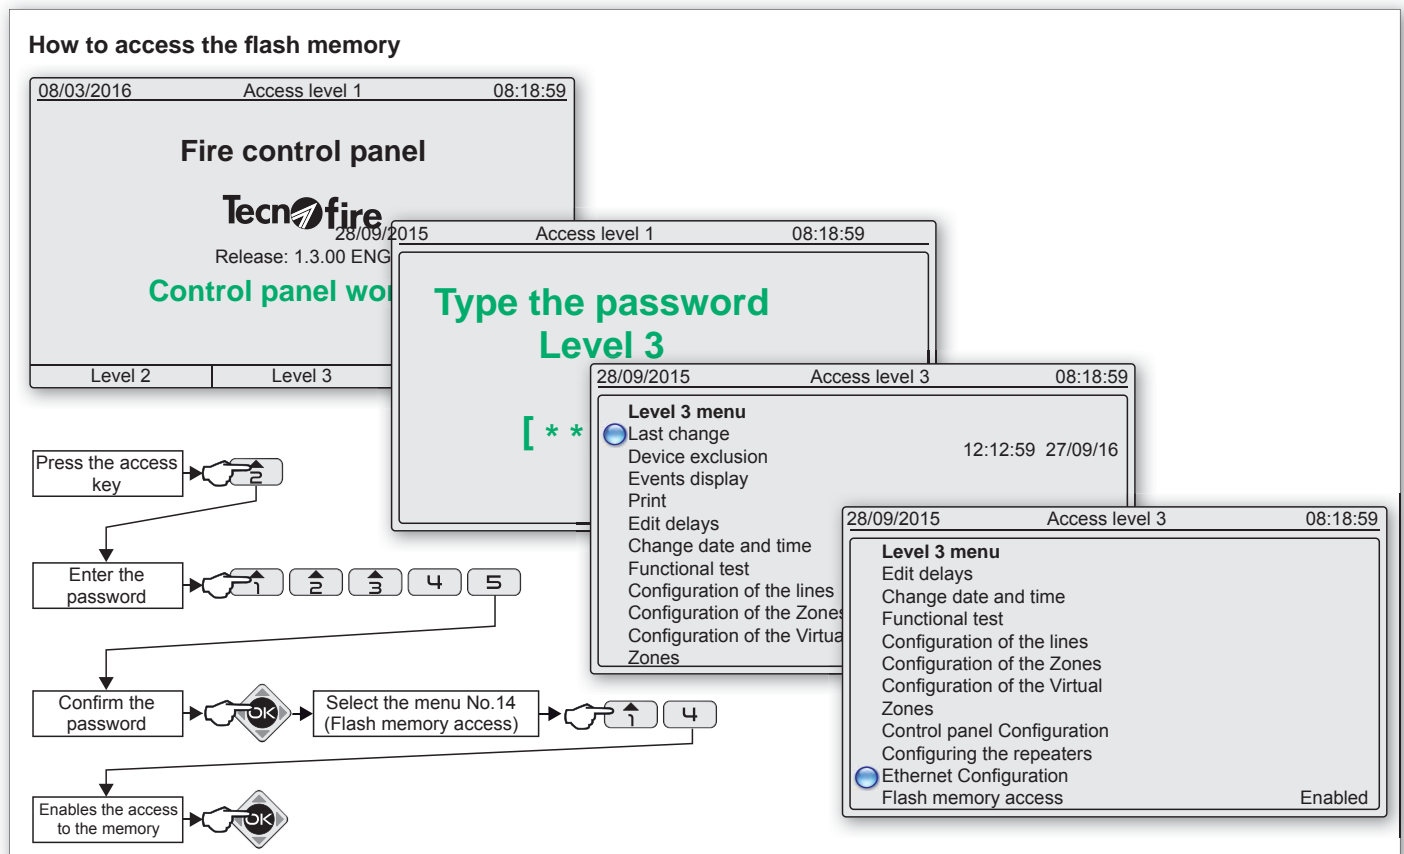 How to access the flash memory
08/03/2016 Access level 1 08:18:59
Fire control panel
Tecnofire
Release: 1.3.00 ENG
Control panel wor
Level 2 Level 3
28/09/2015 Access level 1 08:18:59
Type the password
Level 3
[ * *
28/09/2015 Access level 3 08:18:59
Level 3 menu
Last change
12:12:59 27/09/16
Device exclusion
Events display
Print
Edit delays
Change date and time
Functional test
Configuration of the lines
Configuration of the Zones
Configuration of the Virtua
Zones
28/09/2015 Access level 3 08:18:59
Level 3 menu
Edit delays
Change date and time
Functional test
Configuration of the lines
Configuration of the Zones
Configuration of the Virtual
Zones
Control panel Configuration
Configuring the repeaters
Ethernet Configuration
Flash memory access Enabled
Press the access
key
2
Enter the
password
1 2 3 4 5
Confirm the
password
OK
Select the menu No.14
(Flash memory access)
1 4
Enables the access
to the memory
OK